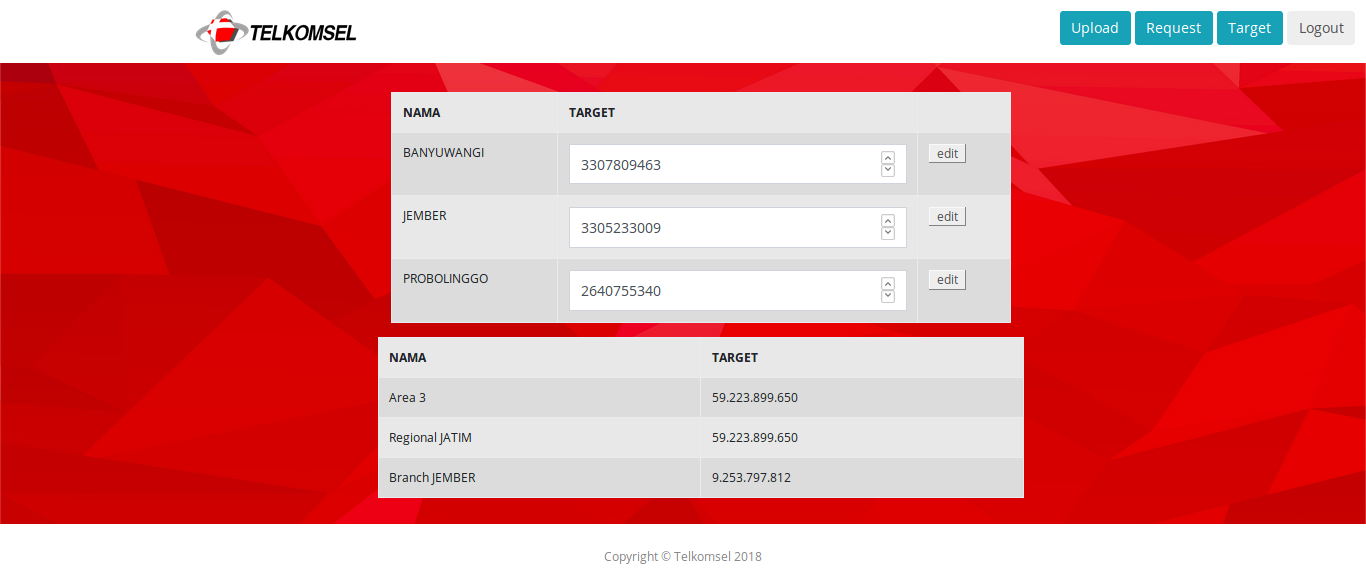 TELKOMSEL Upload Request Target Logout
NAMA TARGET
BANYUWANGI 3307809463 edit
JEMBER 3305233009 edit
PROBOLINGGO 2640755340 edit
NAMA TARGET
Area 3 59.223.899.650
Regional JATIM 59.223.899.650
Branch JEMBER 9.253.797.812
Copyright © Telkomsel 2018